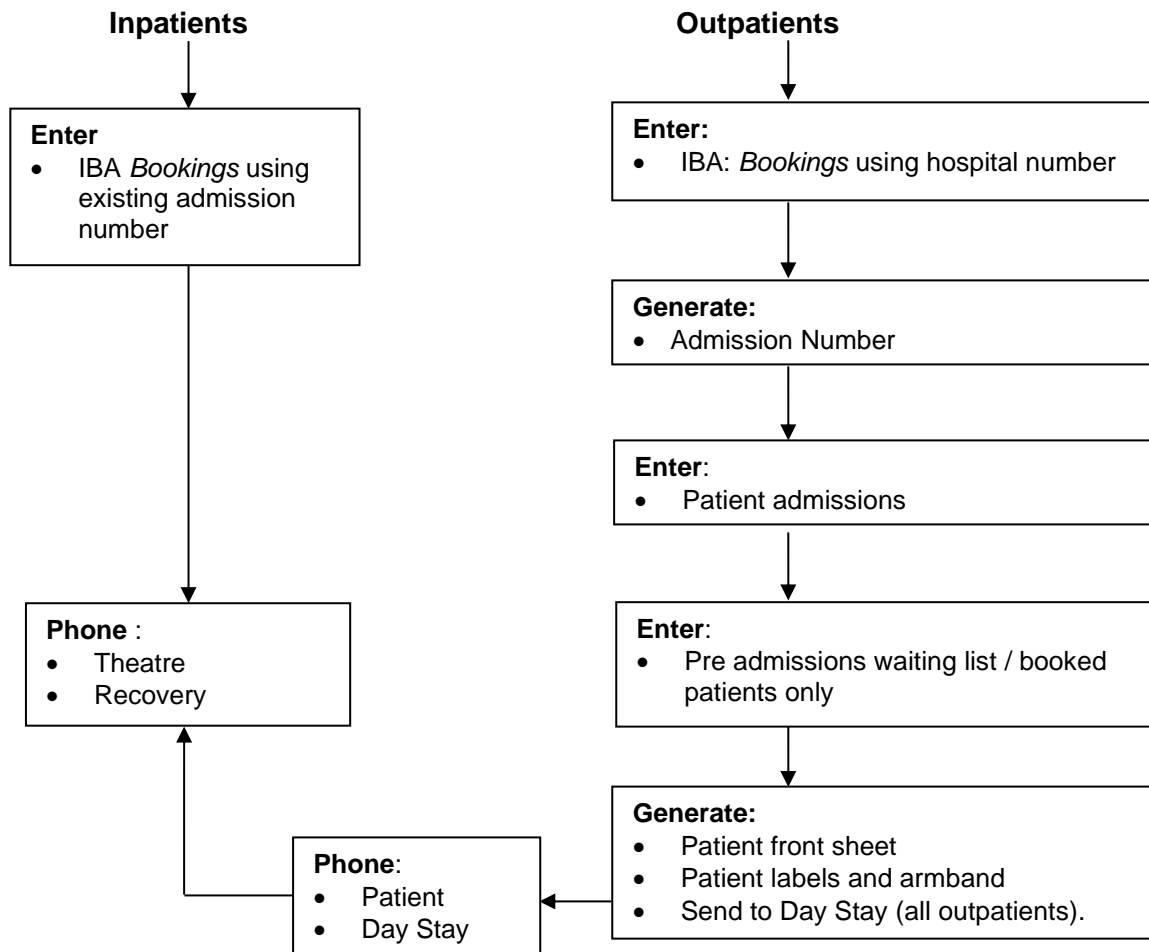 Inpatients
Enter
• IBA Bookings using
existing admission
number
Phone :
• Theatre
• Recovery
Outpatients
Enter:
• IBA: Bookings using hospital number
Generate:
• Admission Number
Enter:
• Patient admissions
Enter:
• Pre admissions waiting list / booked
patients only
Generate:
• Patient front sheet
• Patient labels and armband
• Send to Day Stay (all outpatients).
Phone:
• Patient
• Day Stay